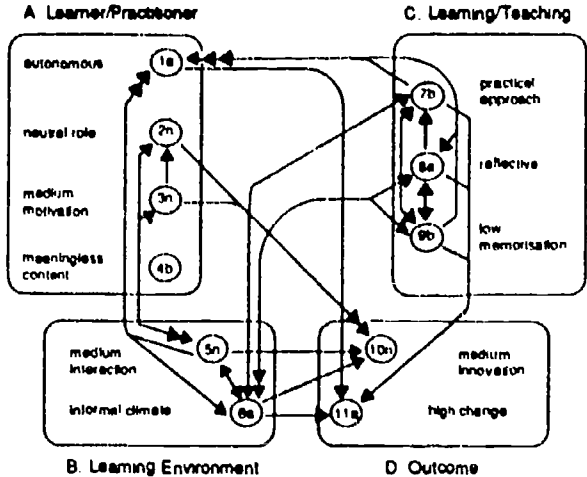 A Learner/Practitioner
C. Learning/Teaching
autonomous
1a
neutral role
2n
medium
motivation
3n
meaningless
content
4b
7b
practical
approach
8a
reflective
9b
low
memorisation
medium
interaction
5n
informal climate
6a
10n
medium
innovation
11a
high change
B. Learning Environment
D Outcome